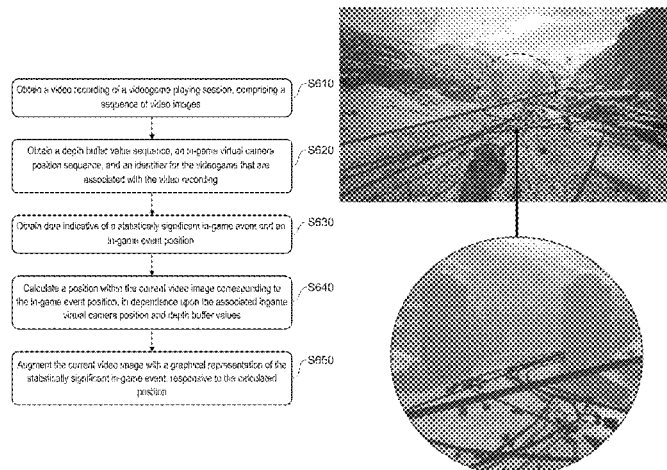 Obtain a video recording of a videogame playing session, comprising
a sequence of video images
S610
Obtain a depth buffer value sequence, an in-game virtual camera
position sequence, and an identifier for the videogame that are
associated with the video recording
S620
Obtain data indicative of a statistically significant in-game event and an
in-game event position
S630
Calculate a position within the current video image corresponding to
the in-game event position, in dependence upon the associated in-game
virtual camera position and depth buffer values
S640
Augment the current video image with a graphical representation of the
statistically significant in-game event, responsive to the calculated
position
S650